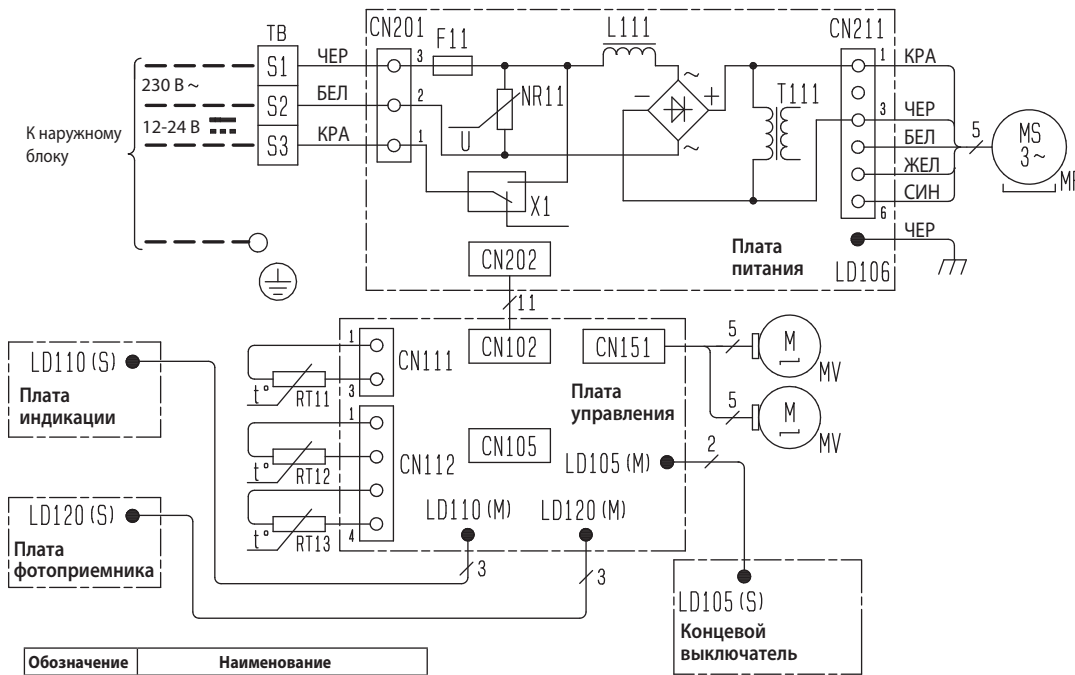 TB
CN201
F11
L111
CN211
230 В ~
12-24 В
К наружному
блоку
S1
S2
S3
ЧЕР
БЕЛ
КРА
3
2
1
NR11
U
X1
~
−
+
~
T111
1
3
6
КРА
ЧЕР
БЕЛ
ЖЕЛ
СИН
ЧЕР
5
MS
3~
Плата
питания
LD106
CN202
11
CN102
CN151
CN111
1
3
t°
RT11
CN112
1
4
t°
RT12
t°
RT13
CN105
Плата
управления
LD105 (M)
2
LD110 (M)
LD120 (M)
3
3
5
M
MV
5
M
MV
LD110 (S)
Плата
индикации
LD120 (S)
Плата
фотоприемника
LD105 (S)
Концевой
выключатель
Обозначение
Наименование